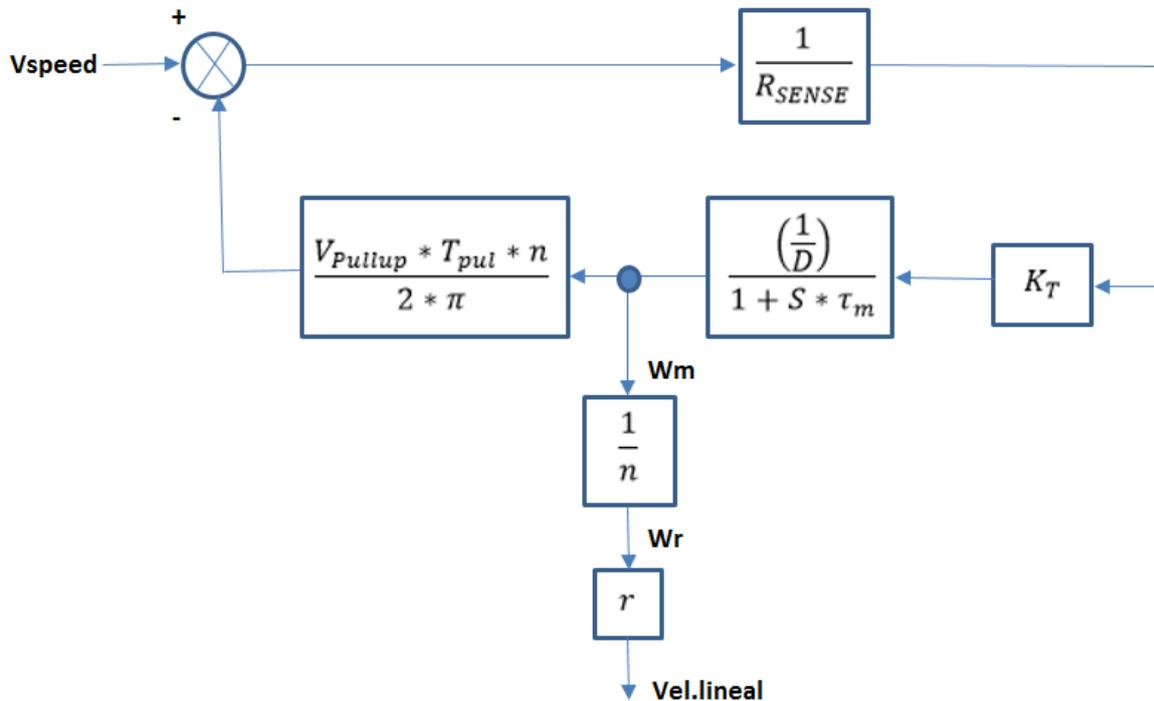 +
Vspeed
-
1
R_SENSE
V_Pullup * T_pul * n
2 * π
(1/D)
1 + S * τ_m
K_T
Wm
1
n
Wr
r
Vel.lineal